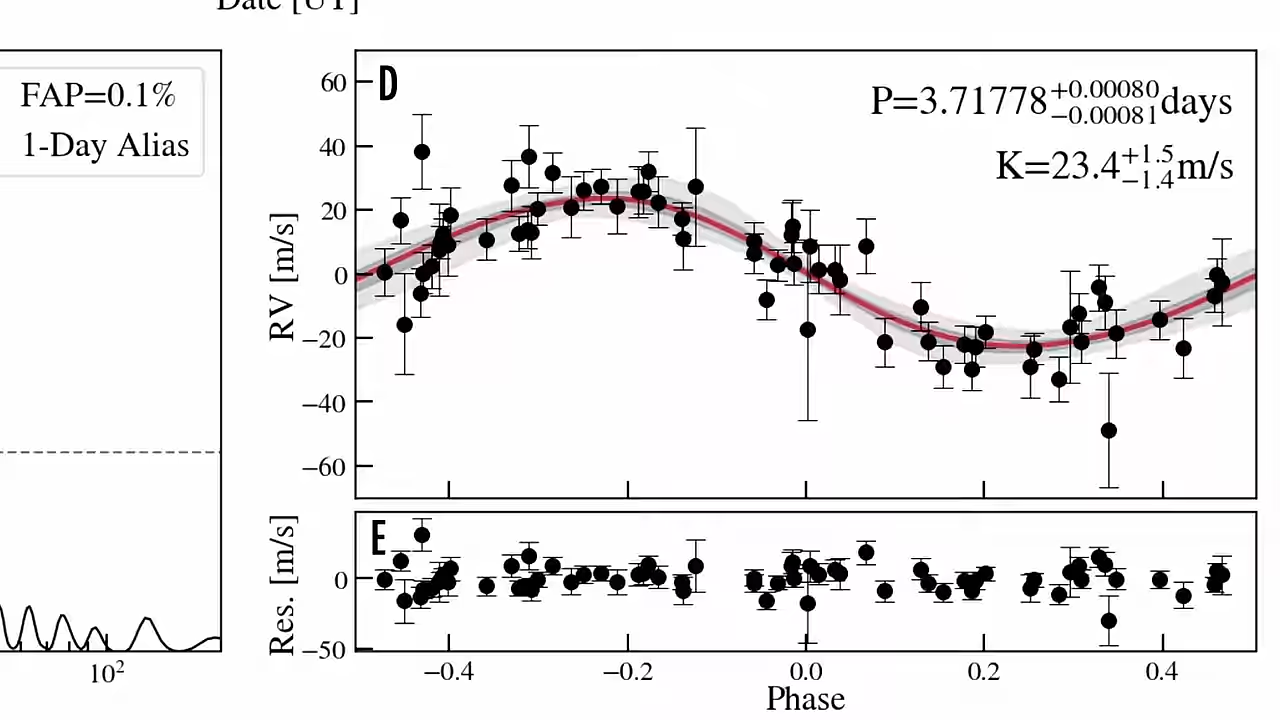 Date [UT]
FAP=0.1%
1-Day Alias
10²
D
P=3.71778+0.00080−0.00081days
K=23.4+1.5−1.4m/s
60
40
20
0
−20
−40
−60
RV [m/s]
E
0
−50
Res. [m/s]
−0.4 −0.2 0.0 0.2 0.4
Phase